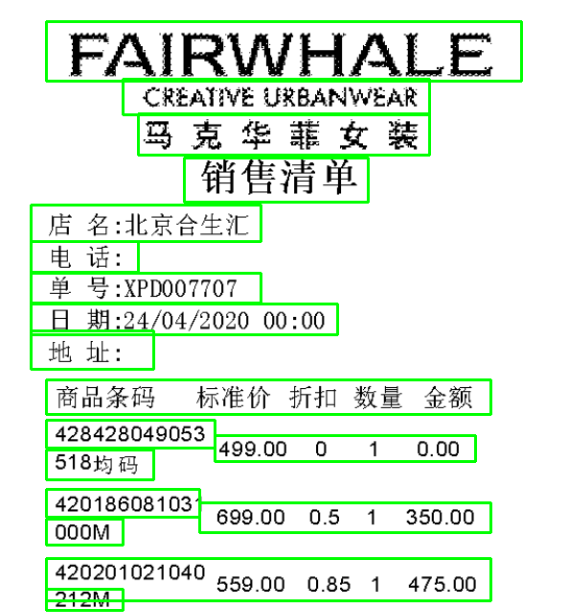 FAIRWHALE
CREATIVE URBANWEAR
马克华菲女装
销售清单
店 名:北京合生汇
电 话:
单 号:XPD007707
日 期:24/04/2020 00:00
地 址:
商品条码 标准价 折扣 数量 金额
428428049053 499.00 0 1 0.00
518均码
420186081031 699.00 0.5 1 350.00
000M
420201021040 559.00 0.85 1 475.00
212M